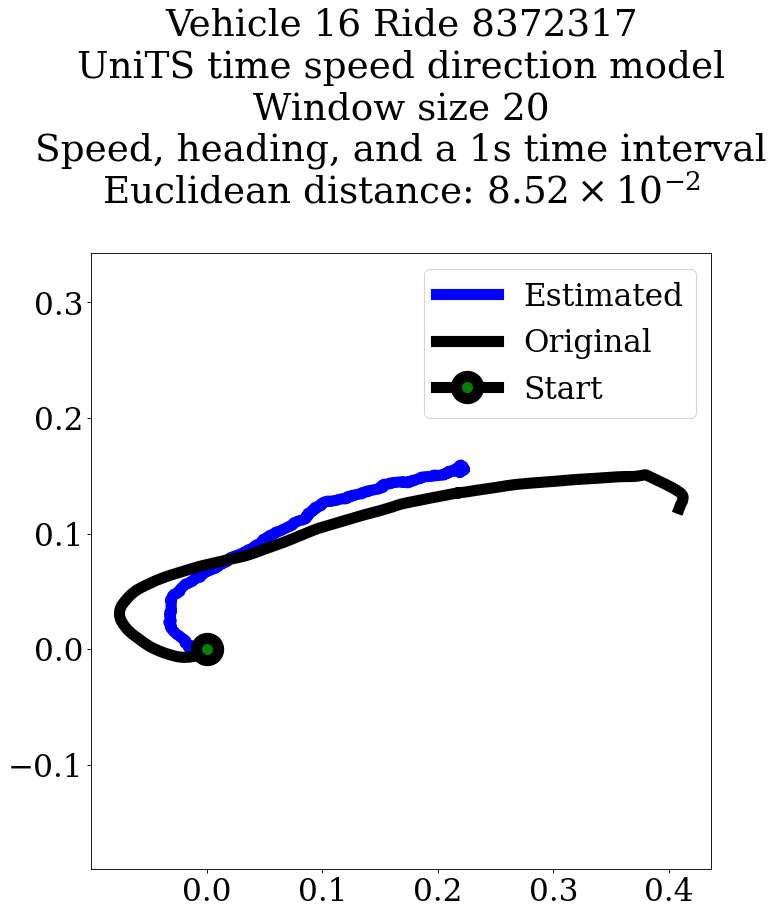 Vehicle 16 Ride 8372317
UniTS time speed direction model
Window size 20
Speed, heading, and a 1s time interval
Euclidean distance: 8.52 × 10⁻²
Estimated
Original
Start
0.3
0.2
0.1
0.0
−0.1
0.0 0.1 0.2 0.3 0.4